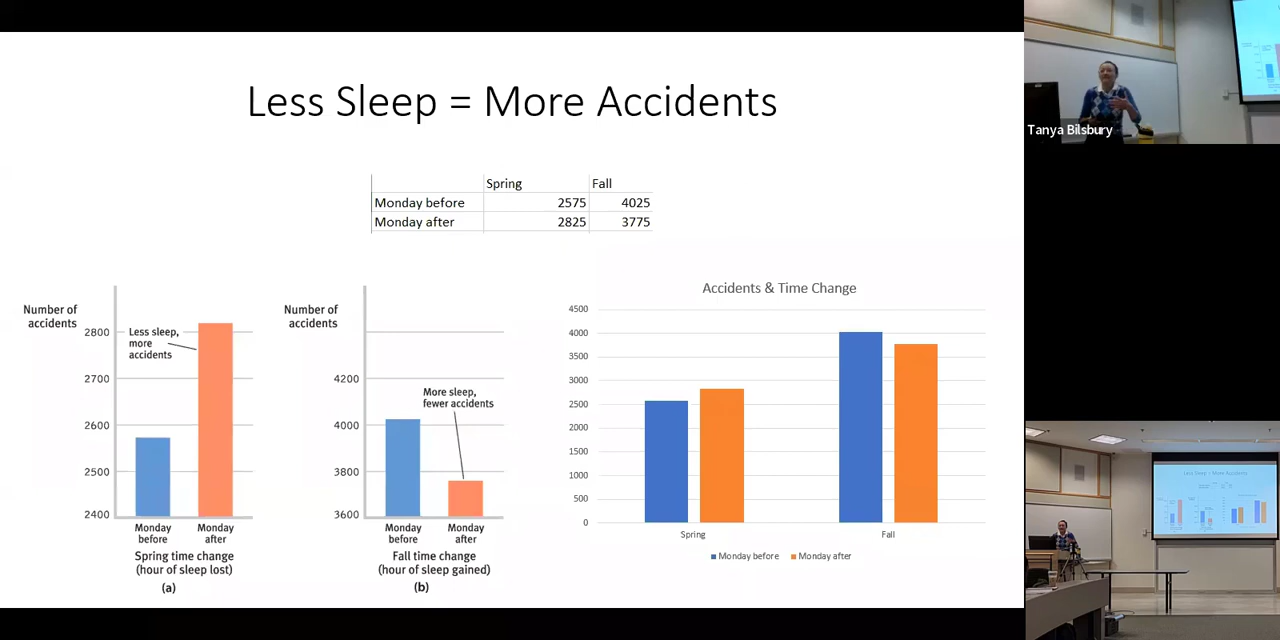 Less Sleep = More Accidents
Spring Fall
Monday before 2575 4025
Monday after 2825 3775
Number of
accidents
2800
2700
2600
2500
2400
Less sleep,
more
accidents
Monday
before
Monday
after
Spring time change
(hour of sleep lost)
(a)
Number of
accidents
4200
4000
3800
3600
More sleep,
fewer accidents
Monday
before
Monday
after
Fall time change
(hour of sleep gained)
(b)
Accidents & Time Change
4500
4000
3500
3000
2500
2000
1500
1000
500
0
Spring Fall
Monday before Monday after
Tanya Bilsbury
Less Sleep = More Accidents